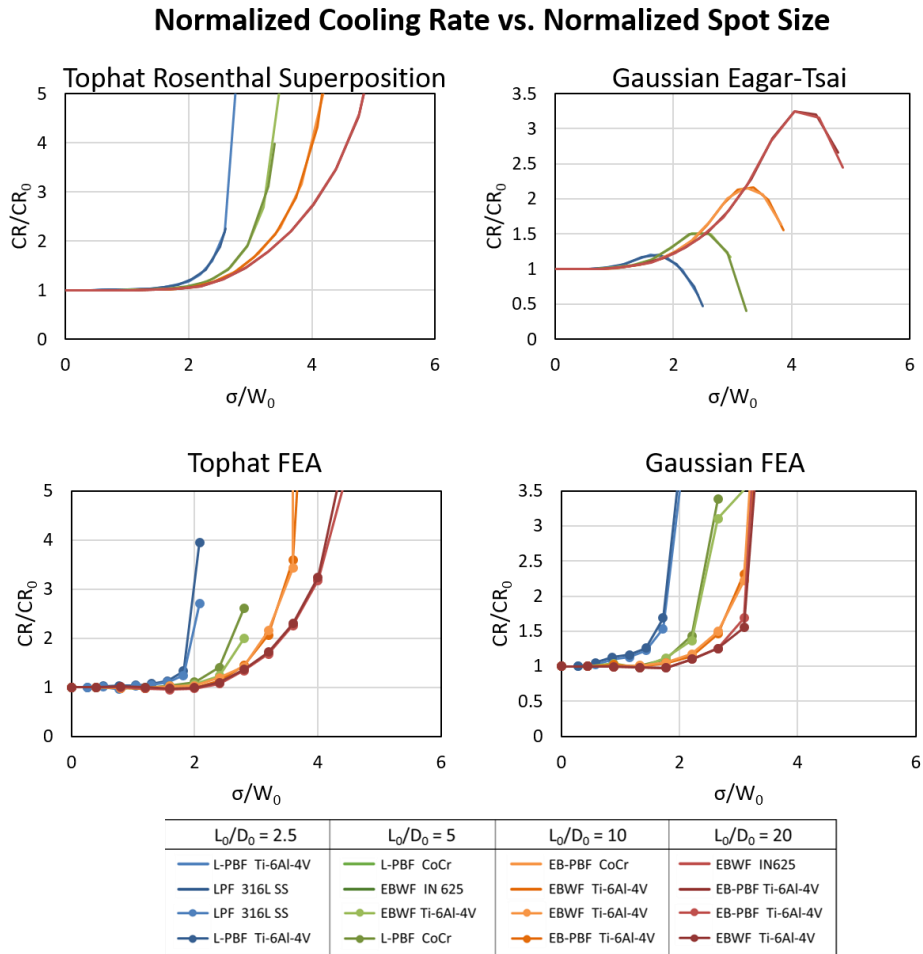 Normalized Cooling Rate vs. Normalized Spot Size
Tophat Rosenthal Superposition
5
4
3
2
1
0
CR/CR₀
0 2 4 6
σ/W₀
Gaussian Eagar-Tsai
3.5
3
2.5
2
1.5
1
0.5
0
CR/CR₀
0 2 4 6
σ/W₀
Tophat FEA
5
4
3
2
1
0
CR/CR₀
0 2 4 6
σ/W₀
Gaussian FEA
3.5
3
2.5
2
1.5
1
0.5
0
CR/CR₀
0 2 4 6
σ/W₀
L₀/D₀ = 2.5 L₀/D₀ = 5 L₀/D₀ = 10 L₀/D₀ = 20
L-PBF Ti-6Al-4V L-PBF CoCr EB-PBF CoCr EBWF IN625
LPF 316L SS EBWF IN 625 EBWF Ti-6Al-4V EB-PBF Ti-6Al-4V
LPF 316L SS EBWF Ti-6Al-4V EBWF Ti-6Al-4V EB-PBF Ti-6Al-4V
L-PBF Ti-6Al-4V L-PBF CoCr EB-PBF Ti-6Al-4V EBWF Ti-6Al-4V